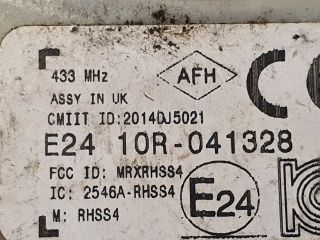 433 MHz
AFH
ASSY IN UK
CMIIT ID:2014DJ5021
E24 10R-041328
FCC ID: MRXRHSS4
IC: 2546A-RHSS4
M: RHSS4
E24